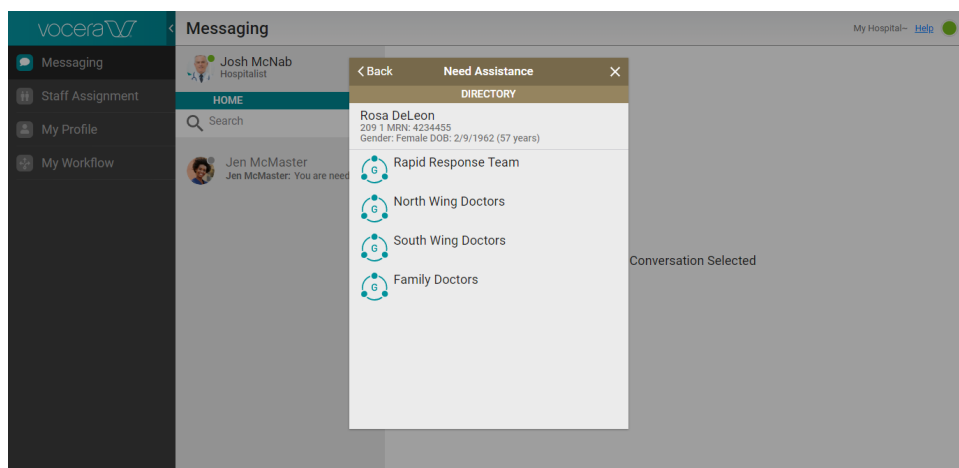 vocera
Messaging
My Hospital– Help
Messaging
Staff Assignment
My Profile
My Workflow
Josh McNab
Hospitalist
HOME
Search
Jen McMaster
Jen McMaster: You are need
Back
Need Assistance
DIRECTORY
Rosa DeLeon
209 1 MRN: 4234455
Gender: Female DOB: 2/9/1962 (57 years)
G Rapid Response Team
G North Wing Doctors
G South Wing Doctors
G Family Doctors
Conversation Selected